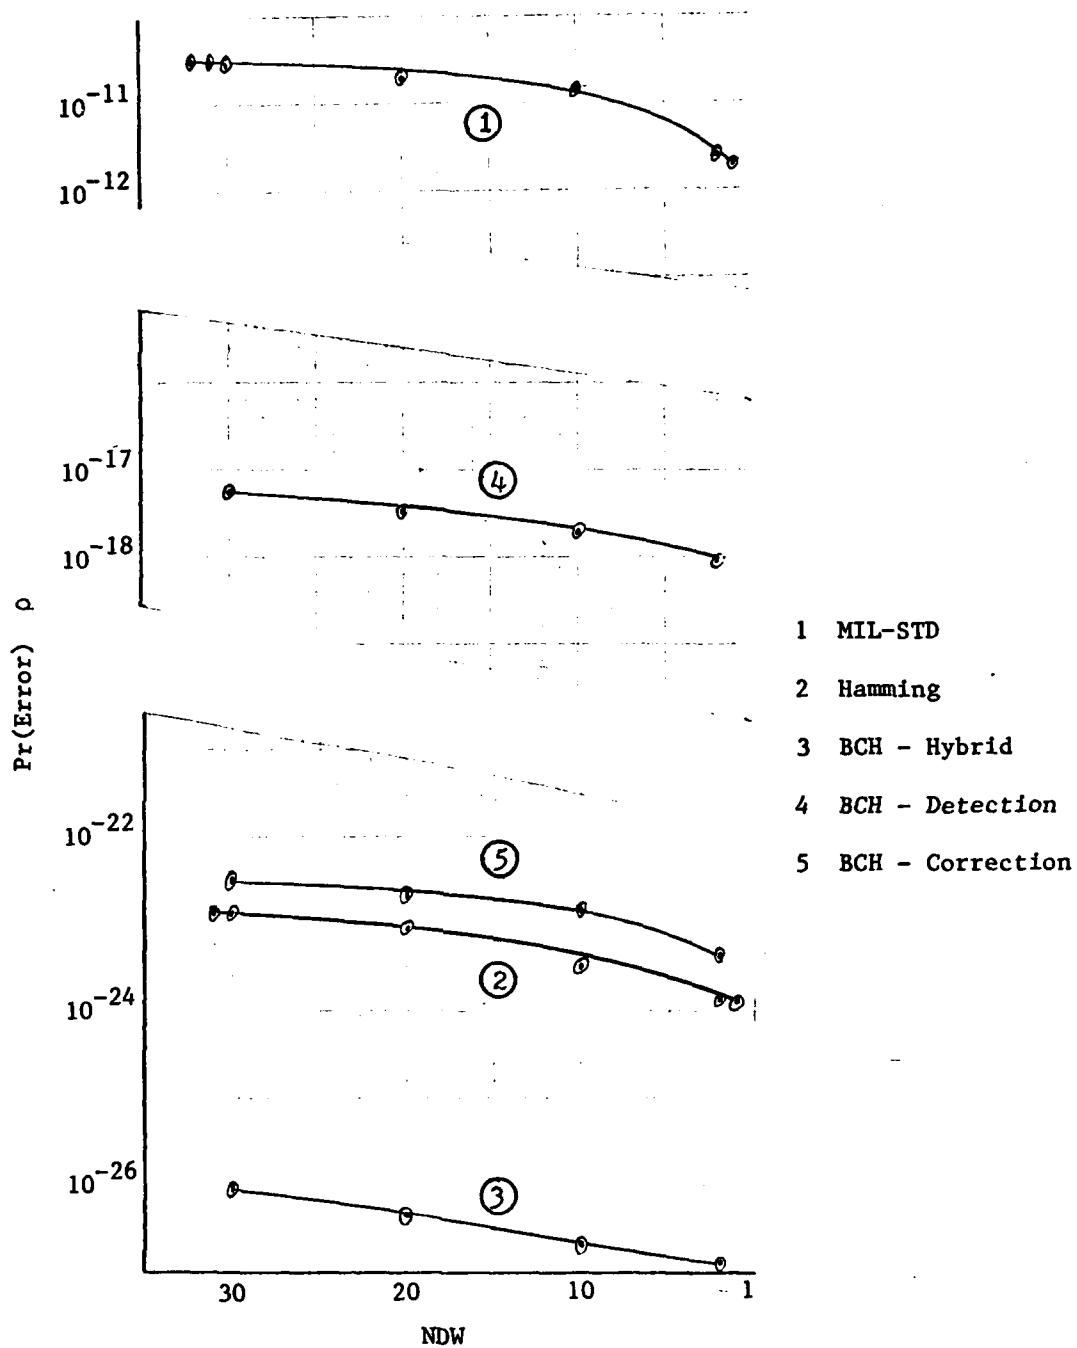 10-11
1
10-12
10-17
4
10-18
Pr(Error) ρ
1 MIL-STD
2 Hamming
3 BCH - Hybrid
4 BCH - Detection
5 BCH - Correction
10-22
5
2
10-24
10-26
3
30 20 10 1
NDW